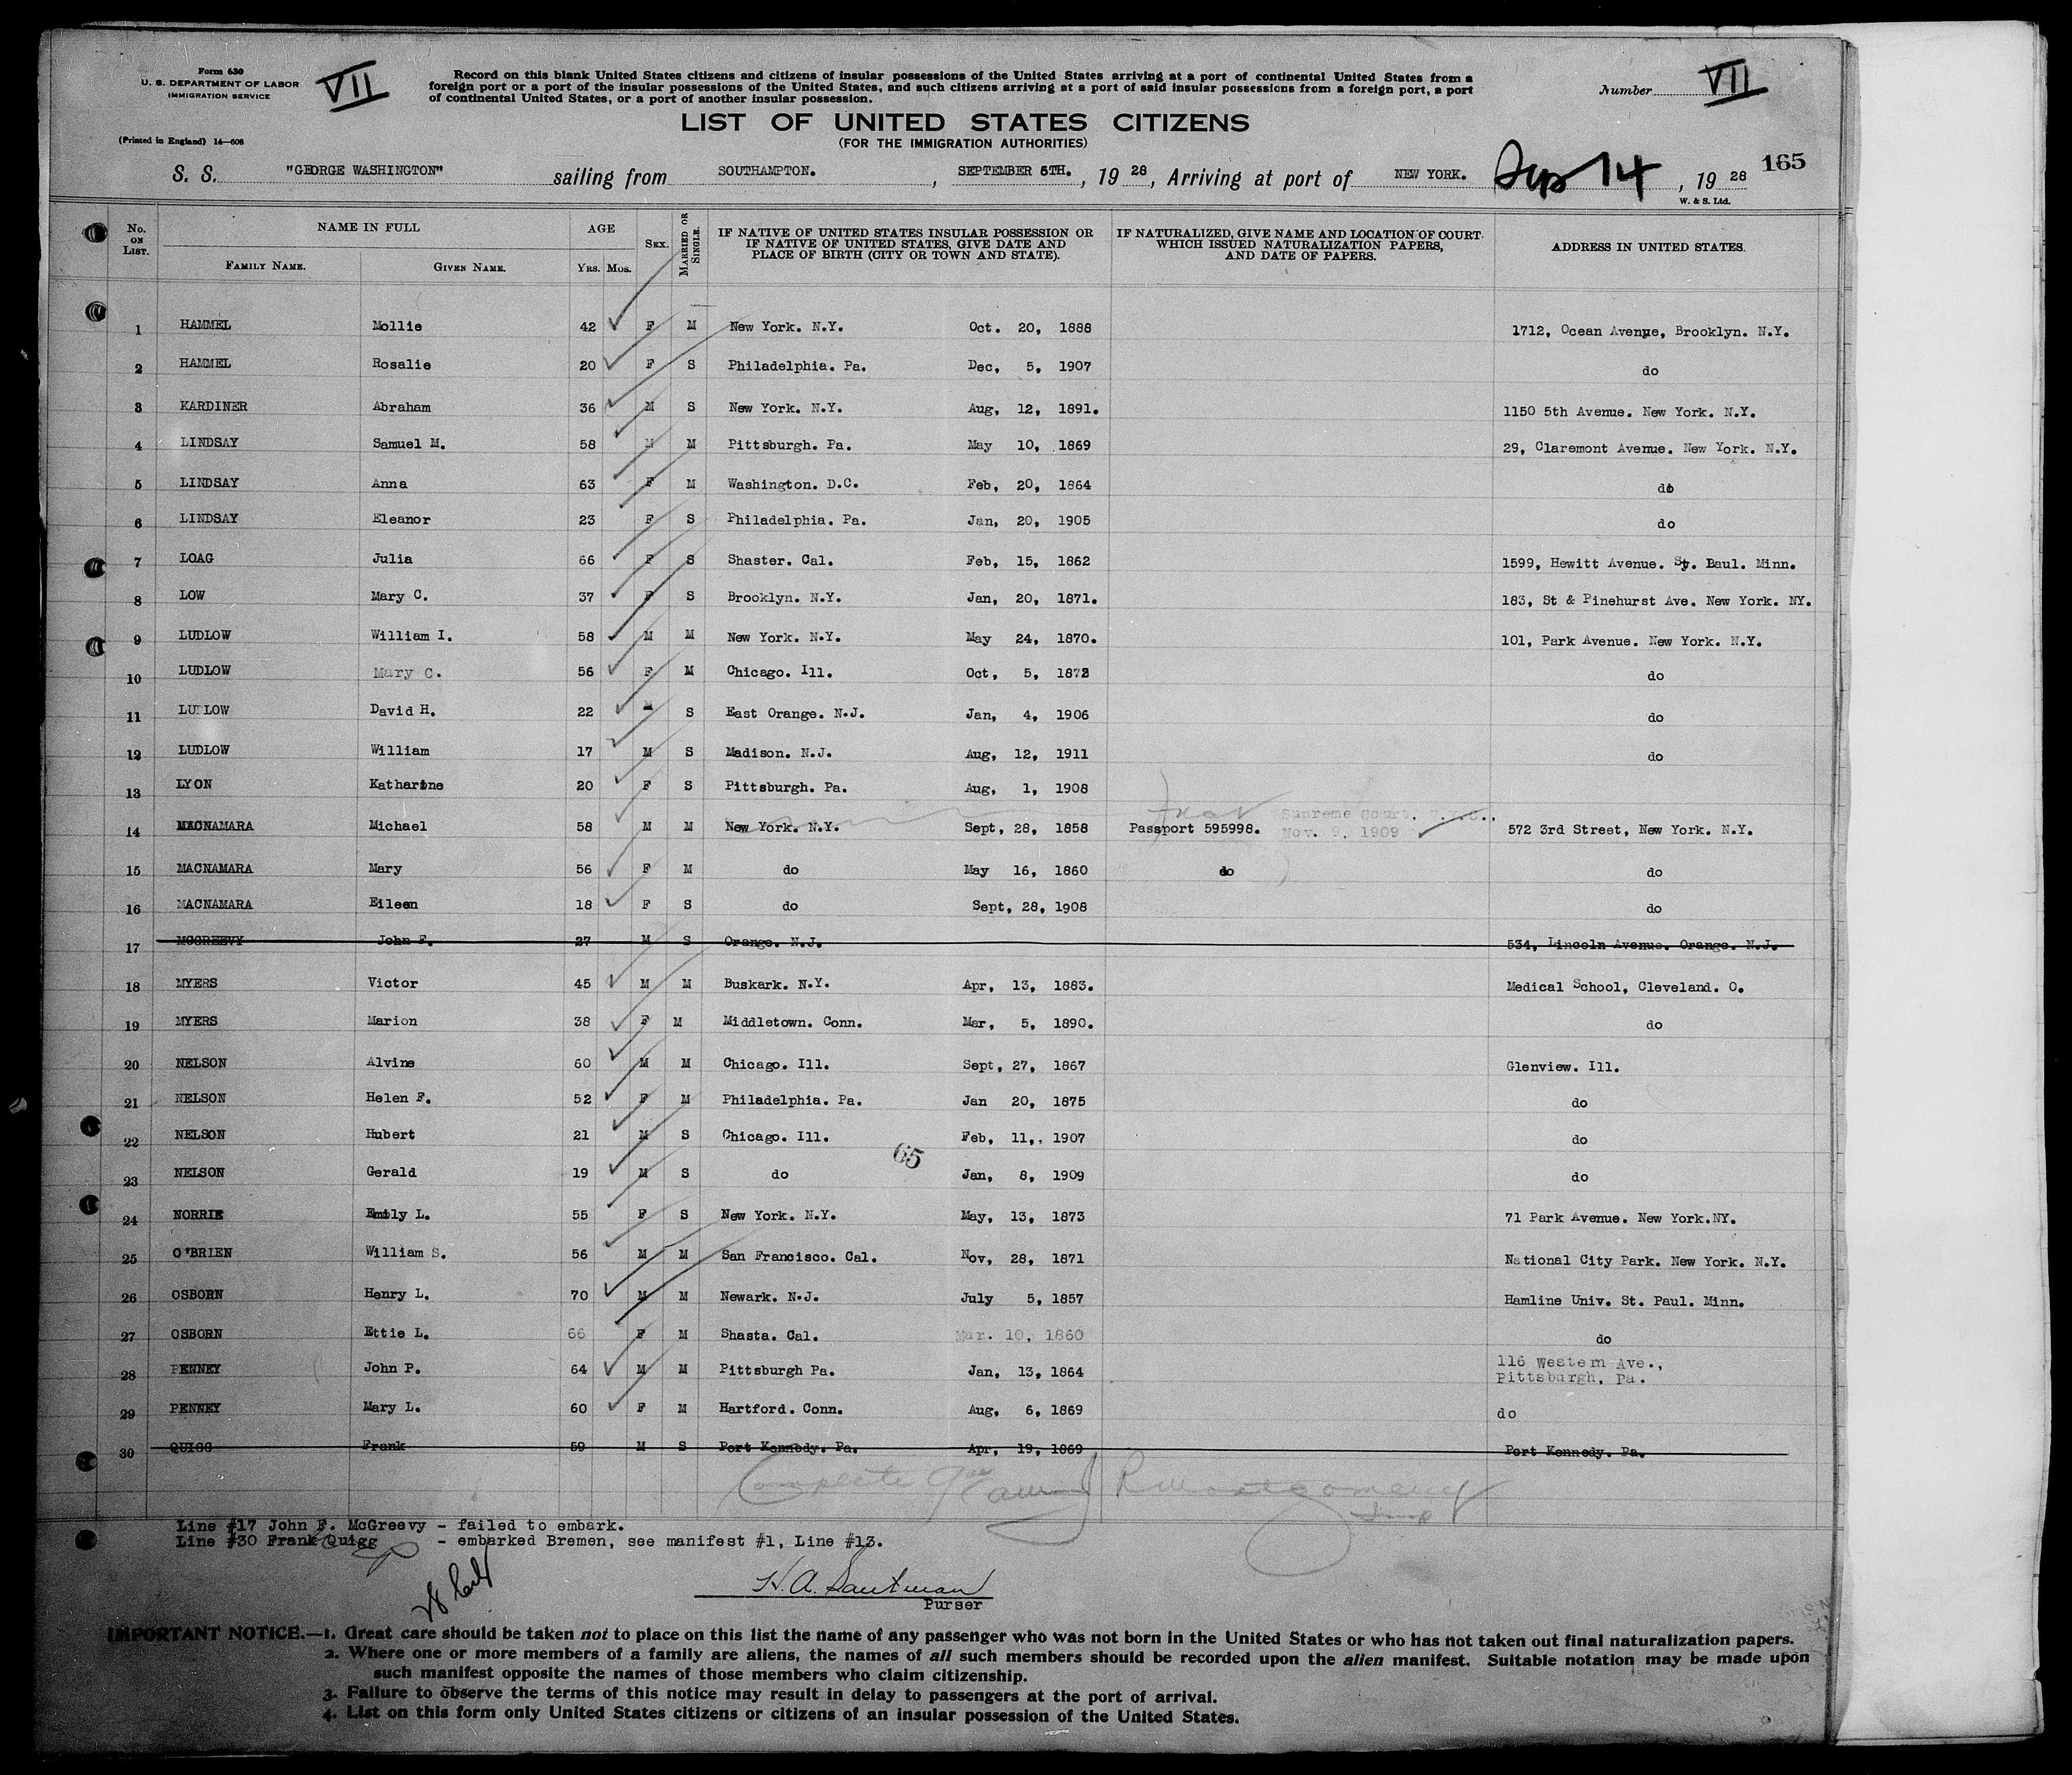 Form 630
U. S. DEPARTMENT OF LABOR
IMMIGRATION SERVICE
(Printed in England) 14—608
VII
Record on this blank United States citizens and citizens of insular possessions of the United States arriving at a port of continental United States from a
foreign port or a port of the insular possessions of the United States, and such citizens arriving at a port of said insular possessions from a foreign port, a port
of continental United States, or a port of another insular possession.
Number VII
LIST OF UNITED STATES CITIZENS
(FOR THE IMMIGRATION AUTHORITIES)
S. S. "GEORGE WASHINGTON" sailing from SOUTHAMPTON. , SEPTEMBER 5TH. , 19 28 , Arriving at port of NEW YORK. Sep 14 , 19 28 165
W. & S. Ltd.
No. ON LIST. NAME IN FULL AGE SEX. MARRIED OR SINGLE. IF NATIVE OF UNITED STATES INSULAR POSSESSION OR IF NATIVE OF UNITED STATES, GIVE DATE AND PLACE OF BIRTH (CITY OR TOWN AND STATE). IF NATURALIZED, GIVE NAME AND LOCATION OF COURT WHICH ISSUED NATURALIZATION PAPERS, AND DATE OF PAPERS. ADDRESS IN UNITED STATES.
FAMILY NAME. GIVEN NAME. YRS. MOS.
1 HAMMEL Mollie 42 F M New York. N.Y. Oct. 20, 1888 1712, Ocean Avenue, Brooklyn. N.Y.
2 HAMMEL Rosalie 20 F S Philadelphia. Pa. Dec, 5, 1907 do
3 KARDINER Abraham 36 M S New York. N.Y. Aug, 12, 1891. 1150 5th Avenue. New York. N.Y.
4 LINDSAY Samuel M. 58 M M Pittsburgh. Pa. May 10, 1869 29, Claremont Avenue. New York. N.Y.
5 LINDSAY Anna 63 F M Washington. D.C. Feb, 20, 1864 do
6 LINDSAY Eleanor 23 F S Philadelphia. Pa. Jan, 20, 1905 do
7 LOAG Julia 66 F S Shaster. Cal. Feb, 15, 1862 1599, Hewitt Avenue. St. Baul. Minn.
8 LOW Mary C. 37 F S Brooklyn. N.Y. Jan, 20, 1871. 183, St & Pinehurst Ave. New York. NY.
9 LUDLOW William I. 58 M M New York. N.Y. May 24, 1870. 101, Park Avenue. New York. N.Y.
10 LUDLOW Mary C. 56 F M Chicago. Ill. Oct, 5, 1872 do
11 LUDLOW David H. 22 M S East Orange. N.J. Jan, 4, 1906 do
12 LUDLOW William 17 M S Madison. N.J. Aug, 12, 1911 do
13 LYON Katharine 20 F S Pittsburgh. Pa. Aug, 1, 1908
Supreme Court,
14 MACNAMARA Michael 58 M M New York. N.Y. Sept, 28, 1858 Passport 595998. Nov. 9, 1909 572 3rd Street, New York. N.Y.
15 MACNAMARA Mary 56 F M do May 16, 1860 do do
16 MACNAMARA Eileen 18 F S do Sept, 28, 1908 do
17 MCGREEVY John F. 27 M S Orange. N.J. 534, Lincoln Avenue. Orange. N.J.
18 MYERS Victor 45 M M Buskark. N.Y. Apr, 13, 1883. Medical School, Cleveland. O.
19 MYERS Marion 38 F M Middletown. Conn. Mar, 5, 1890. do
20 NELSON Alvine 60 M M Chicago. Ill. Sept, 27, 1867 Glenview. Ill.
21 NELSON Helen F. 52 F M Philadelphia. Pa. Jan 20, 1875 do
22 NELSON Hubert 21 M S Chicago. Ill. Feb, 11,, 1907 do
65
23 NELSON Gerald 19 M S do Jan, 8, 1909 do
24 NORRIE Emily L. 55 F S New York. N.Y. May, 13, 1873 71 Park Avenue. New York.NY.
25 O'BRIEN William S. 56 M M San Francisco. Cal. Nov, 28, 1871 National City Park. New York. N.Y.
26 OSBORN Henry L. 70 M M Newark. N.J. July 5, 1857 Hamline Univ. St. Paul. Minn.
27 OSBORN Ettie L. 66 F M Shasta. Cal. Mar. 10, 1860 do
28 PENNEY John P. 64 M M Pittsburgh Pa. Jan, 13, 1864 116 Western Ave.,
Pittsburgh, Pa.
29 PENNEY Mary L. 60 F M Hartford. Conn. Aug, 6, 1869 do
30 QUIGG Frank 59 M S Port Kennedy. Pa. Apr, 19, 1869 Port Kennedy. Pa.
Complete R Montgomery
Line #17 John F. McGreevy - failed to embark.
Line #30 Frank Quigg - embarked Bremen, see manifest #1, Line #13.
Purser
IMPORTANT NOTICE.—1. Great care should be taken not to place on this list the name of any passenger who was not born in the United States or who has not taken out final naturalization papers.
2. Where one or more members of a family are aliens, the names of all such members should be recorded upon the alien manifest. Suitable notation may be made upon
such manifest opposite the names of those members who claim citizenship.
3. Failure to observe the terms of this notice may result in delay to passengers at the port of arrival.
4. List on this form only United States citizens or citizens of an insular possession of the United States.